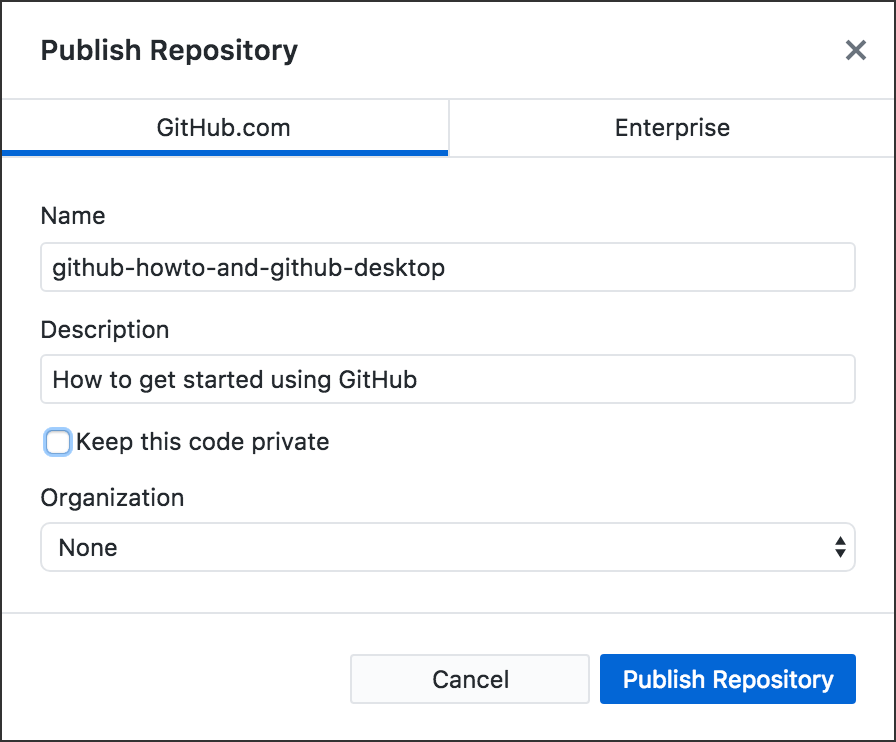 Publish Repository
GitHub.com
Enterprise
Name
github-howto-and-github-desktop
Description
How to get started using GitHub
Keep this code private
Organization
None
Cancel
Publish Repository